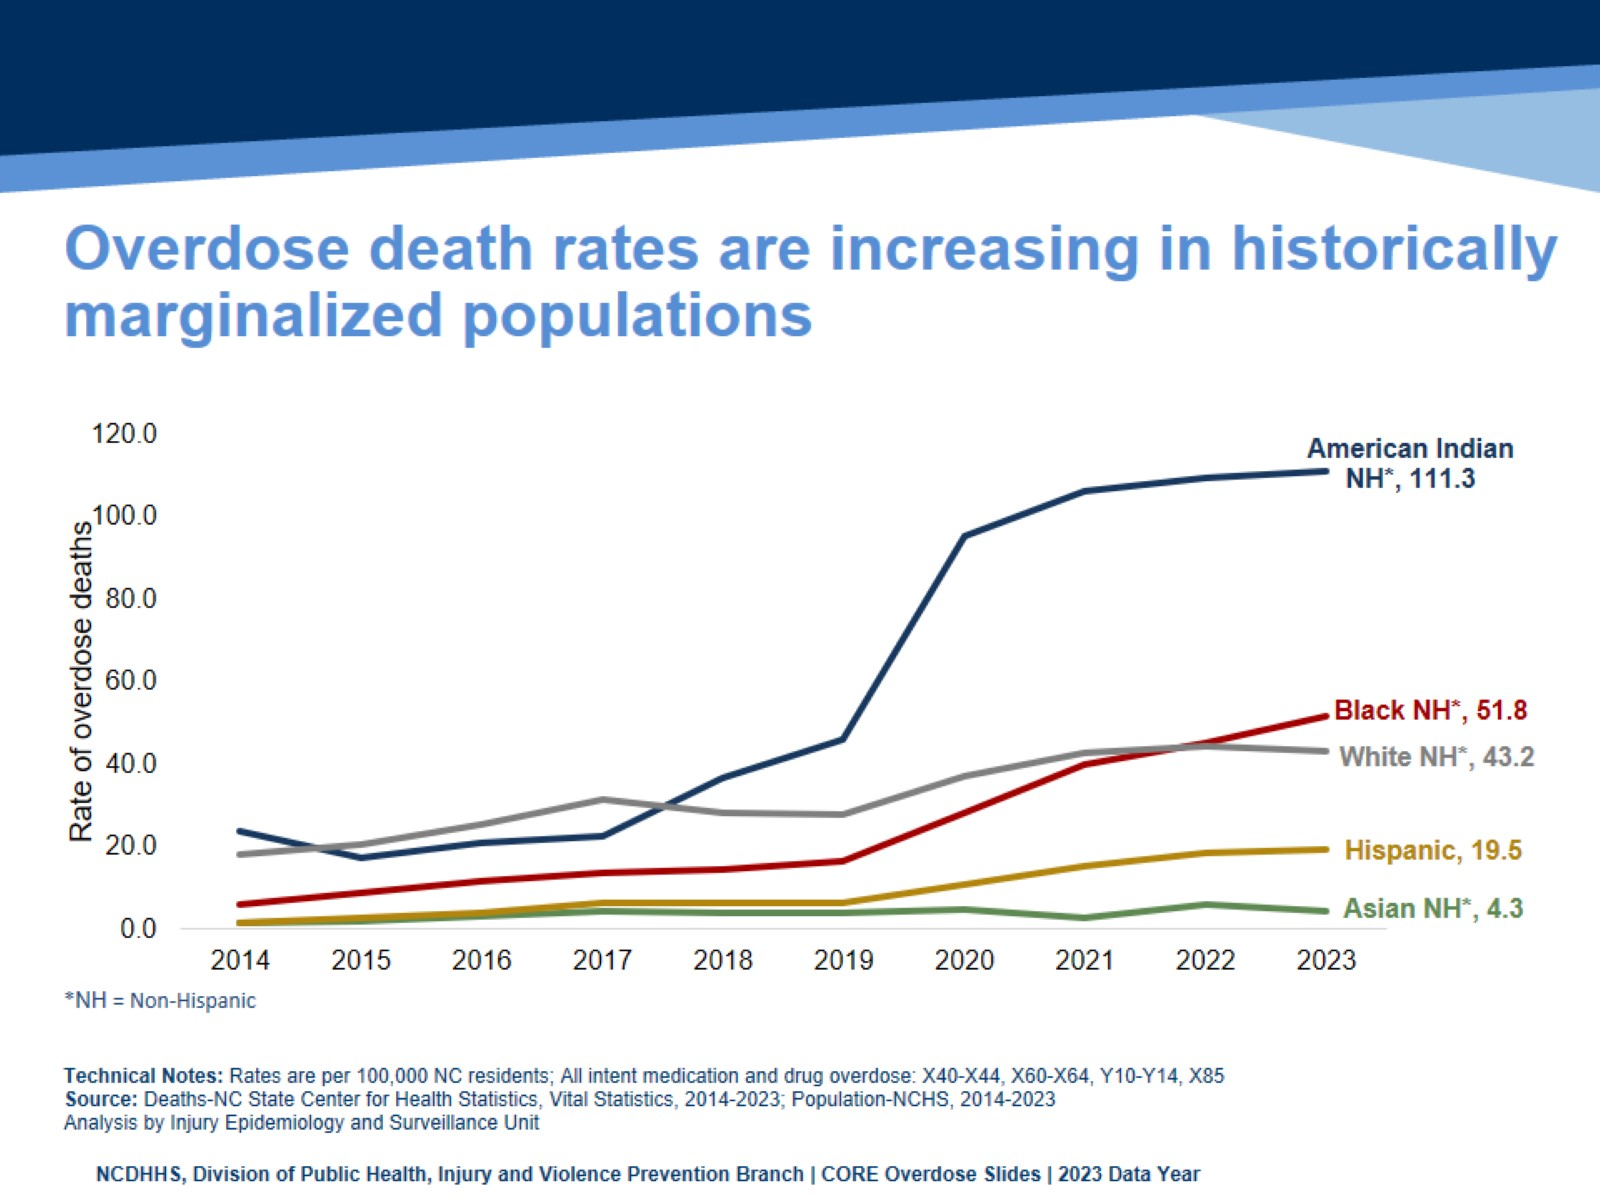 Overdose death rates are increasing in historically
marginalized populations
Rate of overdose deaths
120.0
100.0
80.0
60.0
40.0
20.0
0.0
American Indian
NH*, 111.3
Black NH*, 51.8
White NH*, 43.2
Hispanic, 19.5
Asian NH*, 4.3
2014 2015 2016 2017 2018 2019 2020 2021 2022 2023
*NH = Non-Hispanic
Technical Notes: Rates are per 100,000 NC residents; All intent medication and drug overdose: X40-X44, X60-X64, Y10-Y14, X85
Source: Deaths-NC State Center for Health Statistics, Vital Statistics, 2014-2023; Population-NCHS, 2014-2023
Analysis by Injury Epidemiology and Surveillance Unit
NCDHHS, Division of Public Health, Injury and Violence Prevention Branch | CORE Overdose Slides | 2023 Data Year